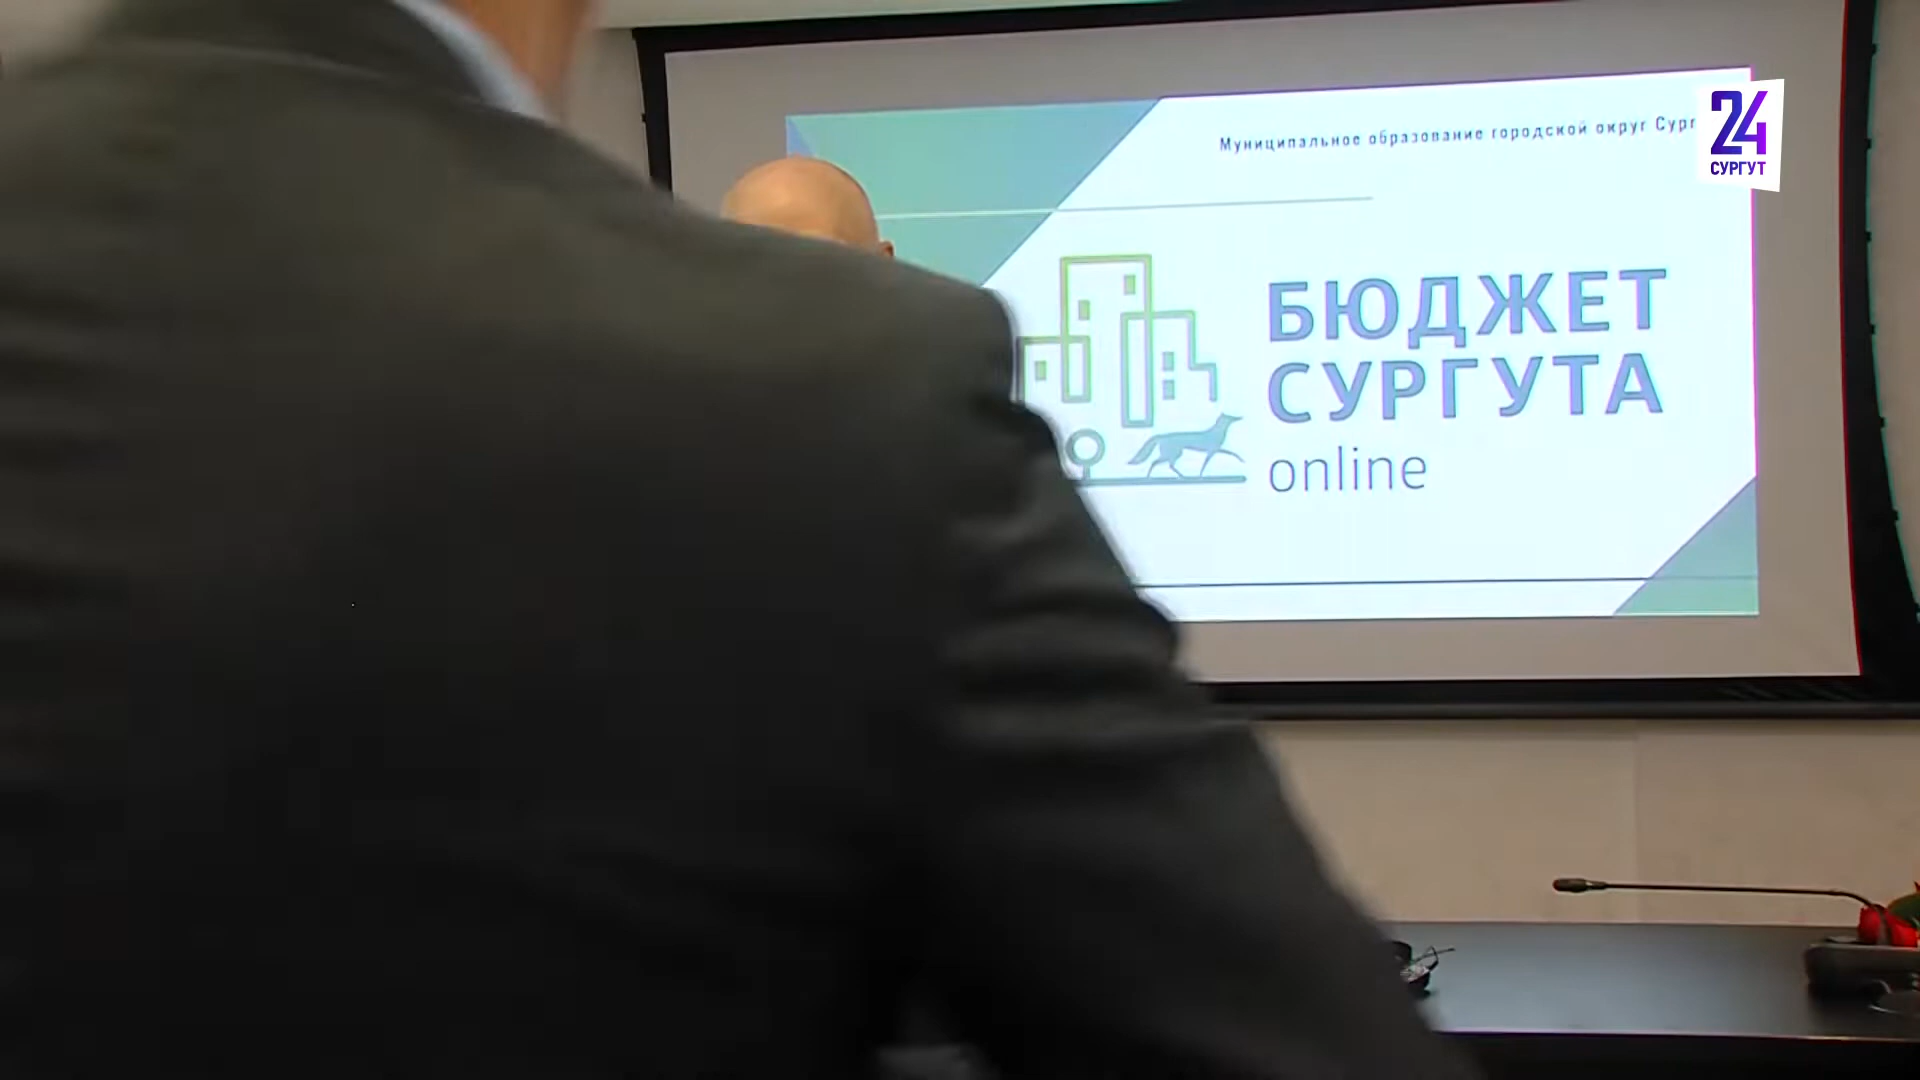 Муниципальное образование городской округ
24
СУРГУТ
БЮДЖЕТ
СУРГУТА
online